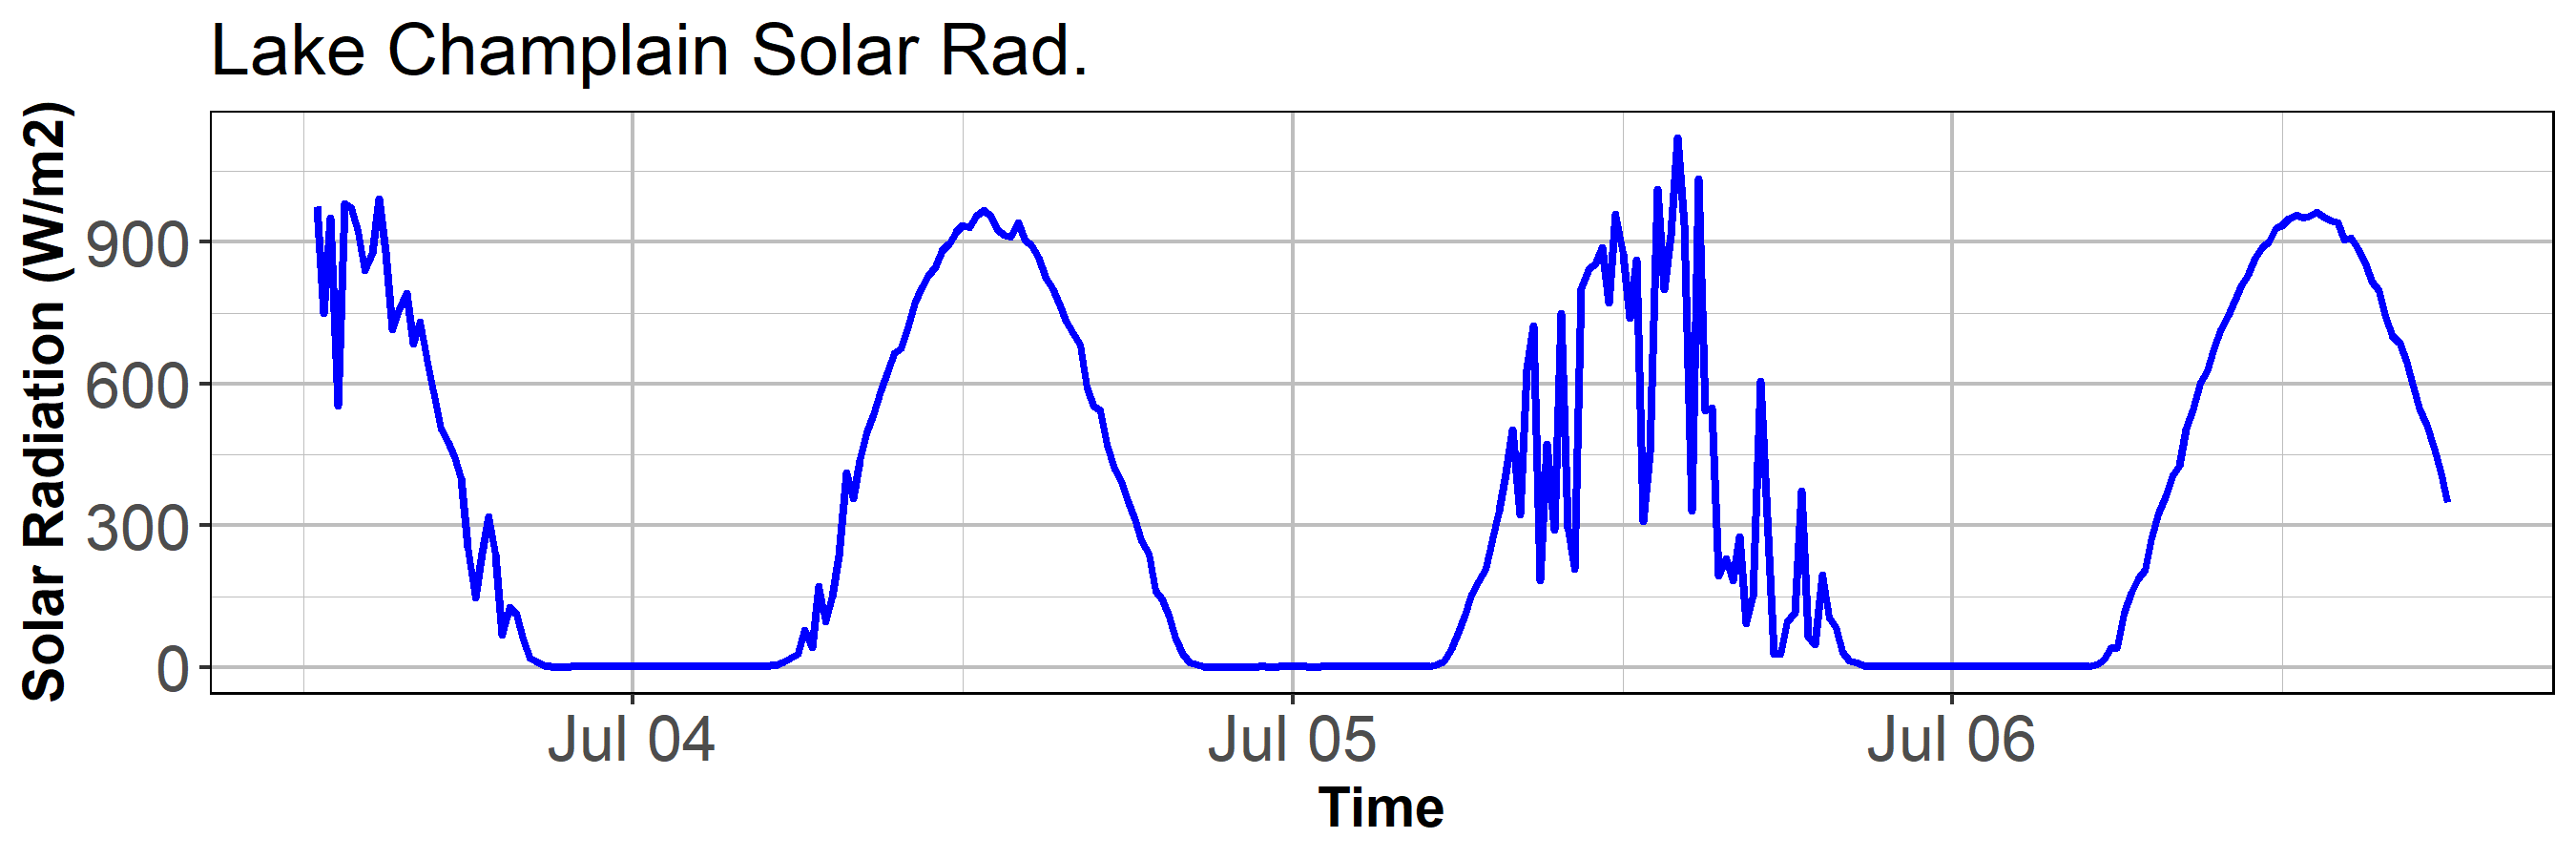 Lake Champlain Solar Rad.
Solar Radiation (W/m2)
900
600
300
0
Jul 04
Jul 05
Jul 06
Time